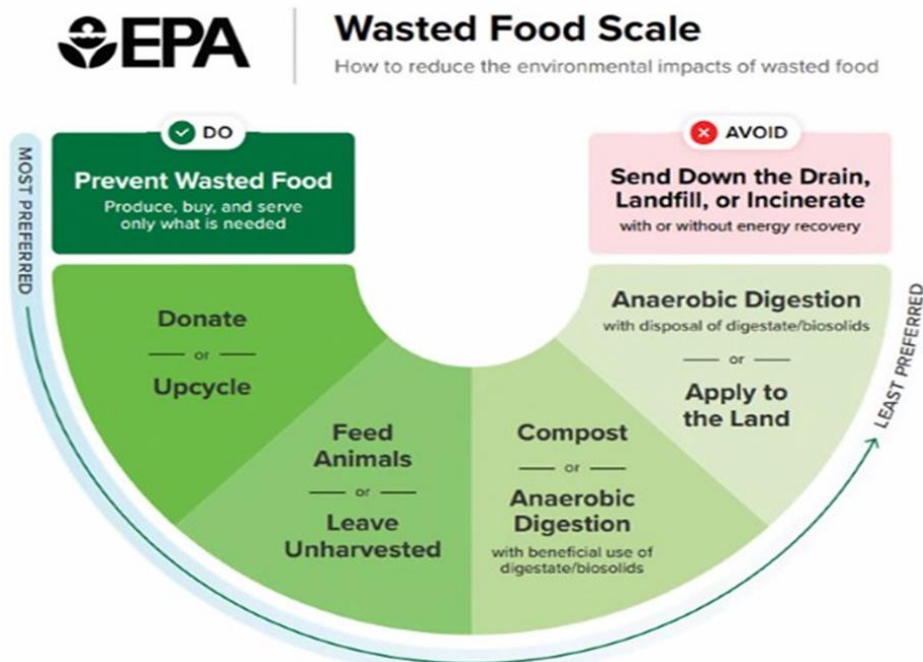 EPA
Wasted Food Scale
How to reduce the environmental impacts of wasted food
DO
Prevent Wasted Food
Produce, buy, and serve
only what is needed
AVOID
Send Down the Drain,
Landfill, or Incinerate
with or without energy recovery
MOST PREFERRED
Donate
or
Upcycle
Feed
Animals
or
Leave
Unharvested
Compost
or
Anaerobic
Digestion
with beneficial use of
digestate/biosolids
Anaerobic Digestion
with disposal of digestate/biosolids
or
Apply to
the Land
LEAST PREFERRED